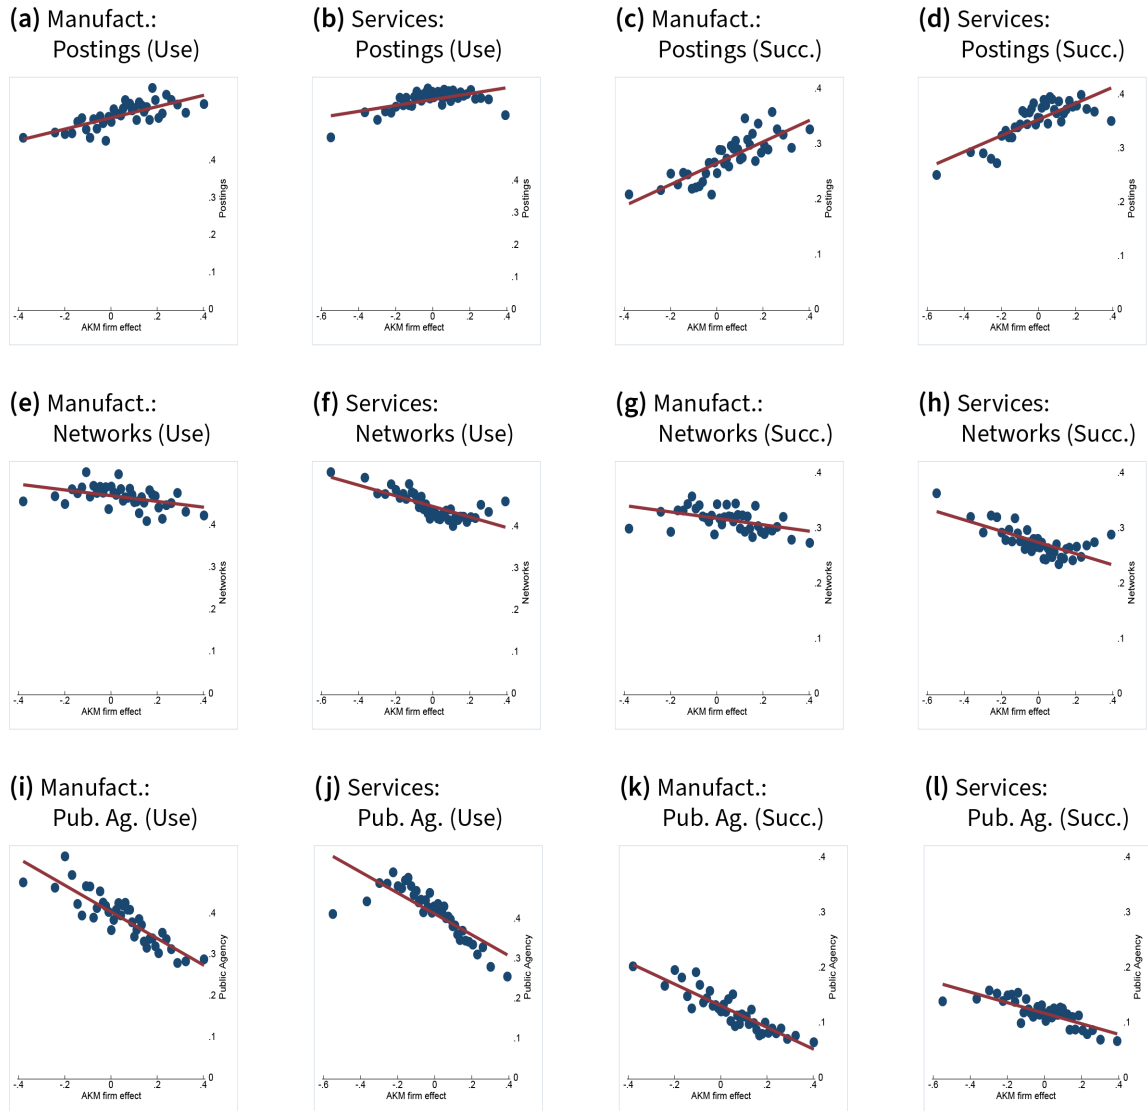 (a) Manufact.:
Postings (Use)
(b) Services:
Postings (Use)
(c) Manufact.:
Postings (Succ.)
(d) Services:
Postings (Succ.)
.4
.3
.2
.1
0
Postings
-.4 -.2 0 .2 .4
AKM firm effect
.4
.3
.2
.1
0
Postings
-.6 -.4 -.2 0 .2 .4
AKM firm effect
.4
.3
.2
.1
0
Postings
-.4 -.2 0 .2 .4
AKM firm effect
.4
.3
.2
.1
0
Postings
-.6 -.4 -.2 0 .2 .4
AKM firm effect
(e) Manufact.:
Networks (Use)
(f) Services:
Networks (Use)
(g) Manufact.:
Networks (Succ.)
(h) Services:
Networks (Succ.)
.4
.3
.2
.1
0
Networks
-.4 -.2 0 .2 .4
AKM firm effect
.4
.3
.2
.1
0
Networks
-.6 -.4 -.2 0 .2 .4
AKM firm effect
.4
.3
.2
.1
0
Networks
-.4 -.2 0 .2 .4
AKM firm effect
.4
.3
.2
.1
0
Networks
-.6 -.4 -.2 0 .2 .4
AKM firm effect
(i) Manufact.:
Pub. Ag. (Use)
(j) Services:
Pub. Ag. (Use)
(k) Manufact.:
Pub. Ag. (Succ.)
(l) Services:
Pub. Ag. (Succ.)
.4
.3
.2
.1
0
Public Agency
-.4 -.2 0 .2 .4
AKM firm effect
.4
.3
.2
.1
0
Public Agency
-.6 -.4 -.2 0 .2 .4
AKM firm effect
.4
.3
.2
.1
0
Public Agency
-.4 -.2 0 .2 .4
AKM firm effect
.4
.3
.2
.1
0
Public Agency
-.6 -.4 -.2 0 .2 .4
AKM firm effect